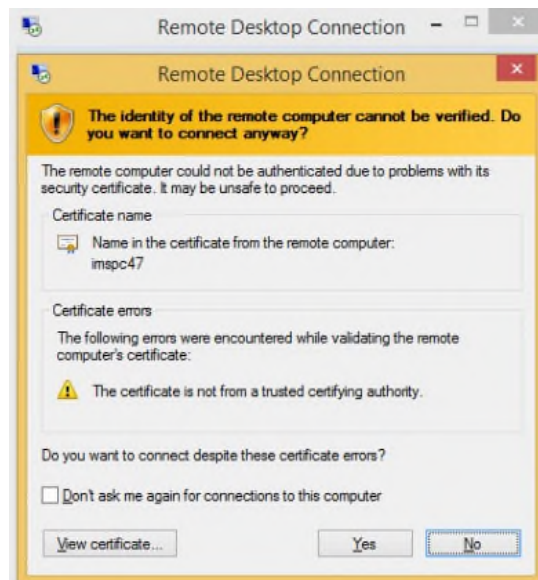 Remote Desktop Connection
Remote Desktop Connection
The identity of the remote computer cannot be verified. Do
you want to connect anyway?
The remote computer could not be authenticated due to problems with its
security certificate. It may be unsafe to proceed.
Certificate name
Name in the certificate from the remote computer:
imspc47
Certificate errors
The following errors were encountered while validating the remote
computer's certificate:
The certificate is not from a trusted certifying authority.
Do you want to connect despite these certificate errors?
Don't ask me again for connections to this computer
View certificate...
Yes
No